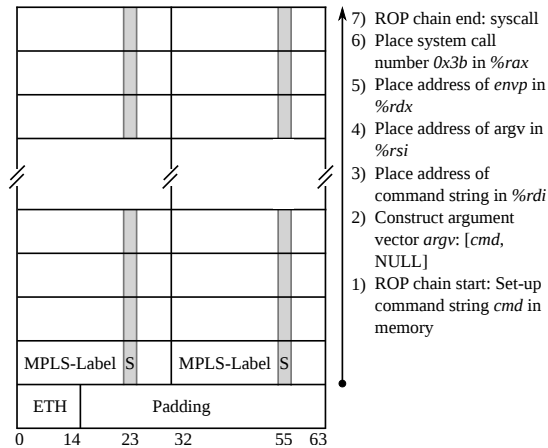 7) ROP chain end: syscall
6) Place system call
number 0x3b in %rax
5) Place address of envp in
%rdx
4) Place address of argv in
%rsi
3) Place address of
command string in %rdi
2) Construct argument
vector argv: [cmd,
NULL]
1) ROP chain start: Set-up
command string cmd in
memory
MPLS-Label S MPLS-Label S
ETH Padding
0 14 23 32 55 63